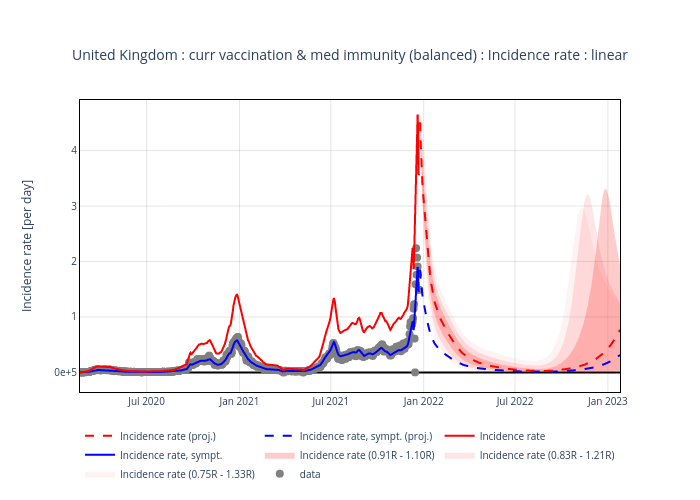 United Kingdom : curr vaccination & med immunity (balanced) : Incidence rate : linear
Incidence rate [per day]
4
3
2
1
0e+5
Jul 2020 Jan 2021 Jul 2021 Jan 2022 Jul 2022 Jan 2023
Incidence rate (proj.) Incidence rate, sympt. (proj.) Incidence rate
Incidence rate, sympt. Incidence rate (0.91R - 1.10R) Incidence rate (0.83R - 1.21R)
Incidence rate (0.75R - 1.33R) data